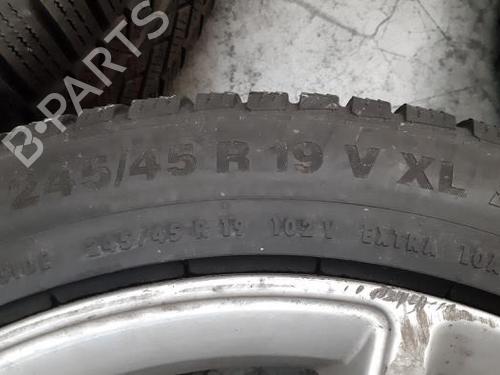 B-PARTS
245/45 R 19 V XL
245/45 R 19 102 V EXTRA